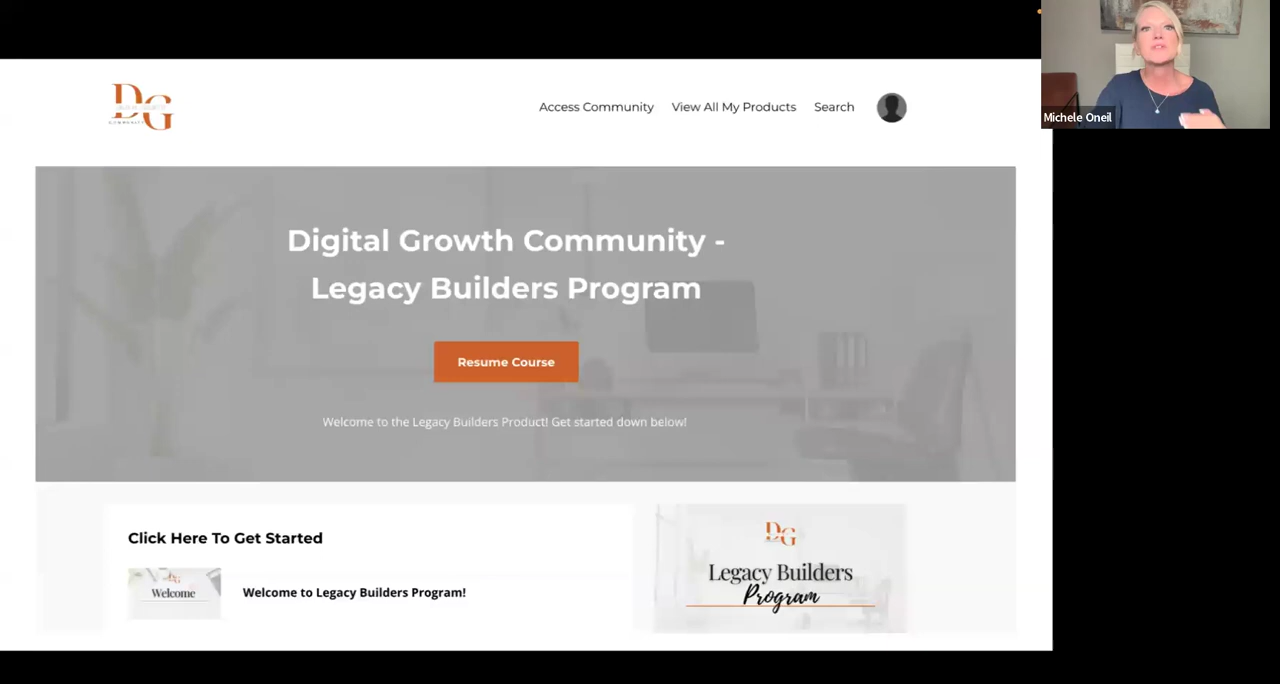 DG
COMMUNITY
Access Community
View All My Products
Search
Michele Oneil
Digital Growth Community -
Legacy Builders Program
Resume Course
Welcome to the Legacy Builders Product! Get started down below!
Click Here To Get Started
DG
Welcome
Welcome to Legacy Builders Program!
DG
Legacy Builders
Program